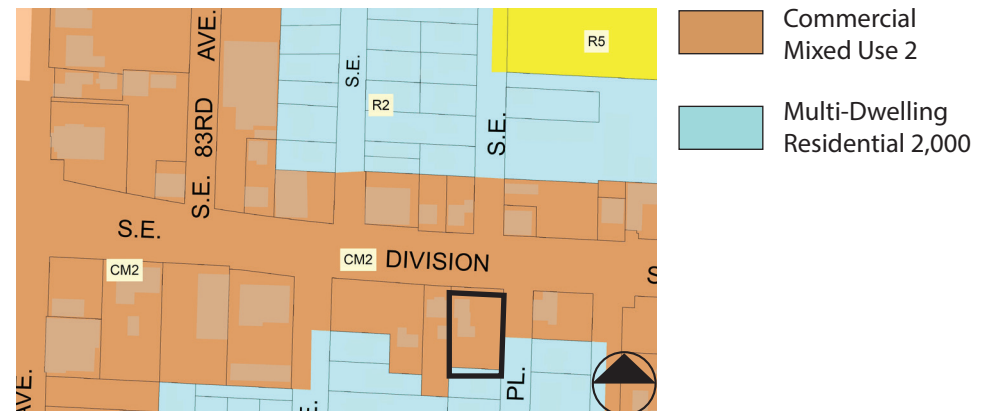 AVE.
83RD
S.E.
S.E.
R2
S.E.
R5
S.E.
CM2
CM2
DIVISION
S
AVE.
E.
PL.
Commercial
Mixed Use 2
Multi-Dwelling
Residential 2,000